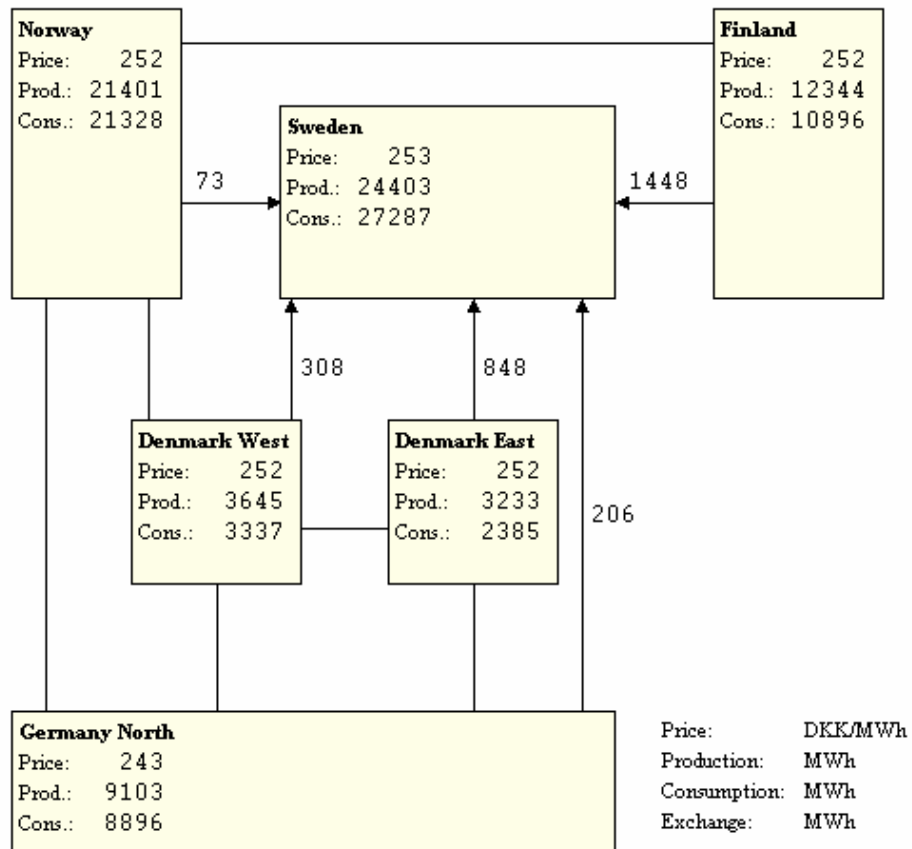 Norway
Price: 252
Prod.: 21401
Cons.: 21328
Finland
Price: 252
Prod.: 12344
Cons.: 10896
Sweden
Price: 253
Prod.: 24403
Cons.: 27287
73
1448
308
848
206
Denmark West
Price: 252
Prod.: 3645
Cons.: 3337
Denmark East
Price: 252
Prod.: 3233
Cons.: 2385
Germany North
Price: 243
Prod.: 9103
Cons.: 8896
Price: DKK/MWh
Production: MWh
Consumption: MWh
Exchange: MWh